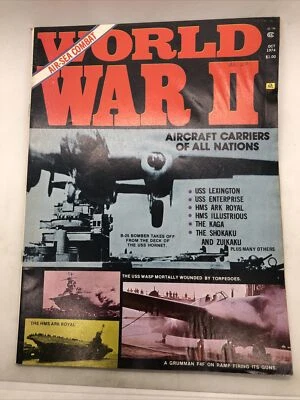 AIR-SEA COMBAT
WORLD
WAR II
OCT
1974
$1.00
AIRCRAFT CARRIERS
OF ALL NATIONS
• USS LEXINGTON
• USS ENTERPRISE
• HMS ARK ROYAL
• HMS ILLUSTRIOUS
• THE KAGA
• THE SHOKAKU
AND ZUIKAKU
PLUS MANY OTHERS
B-25 BOMBER TAKES OFF
FROM THE DECK OF
THE USS HORNET.
THE USS WASP MORTALLY WOUNDED BY TORPEDOES.
THE HMS ARK ROYAL
A GRUMMAN F4F ON RAMP FIRING ITS GUNS.